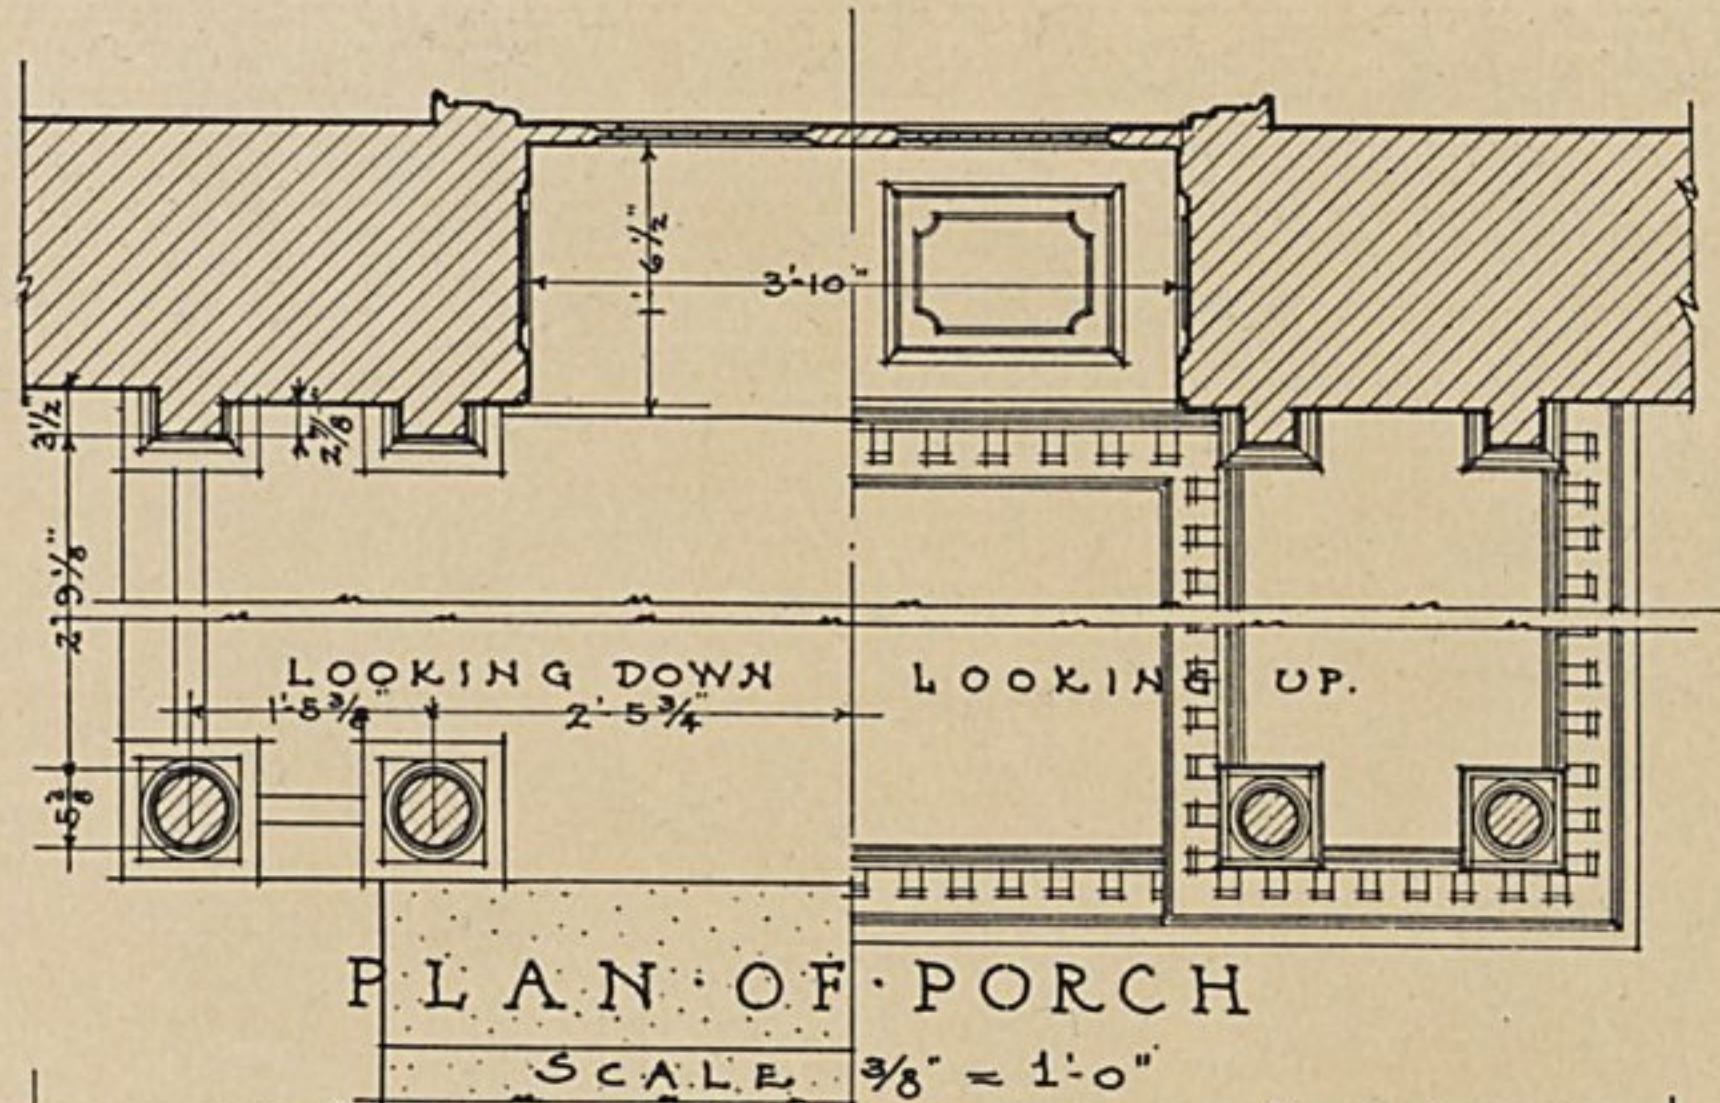 1' 6½"
3'-10"
3½
2⅞"
2' 9⅛"
LOOKING DOWN
LOOKING UP.
1'-5⅜"
2'-5¾"
5⅜
PLAN·OF·PORCH
SCALE ⅜" = 1'-0"